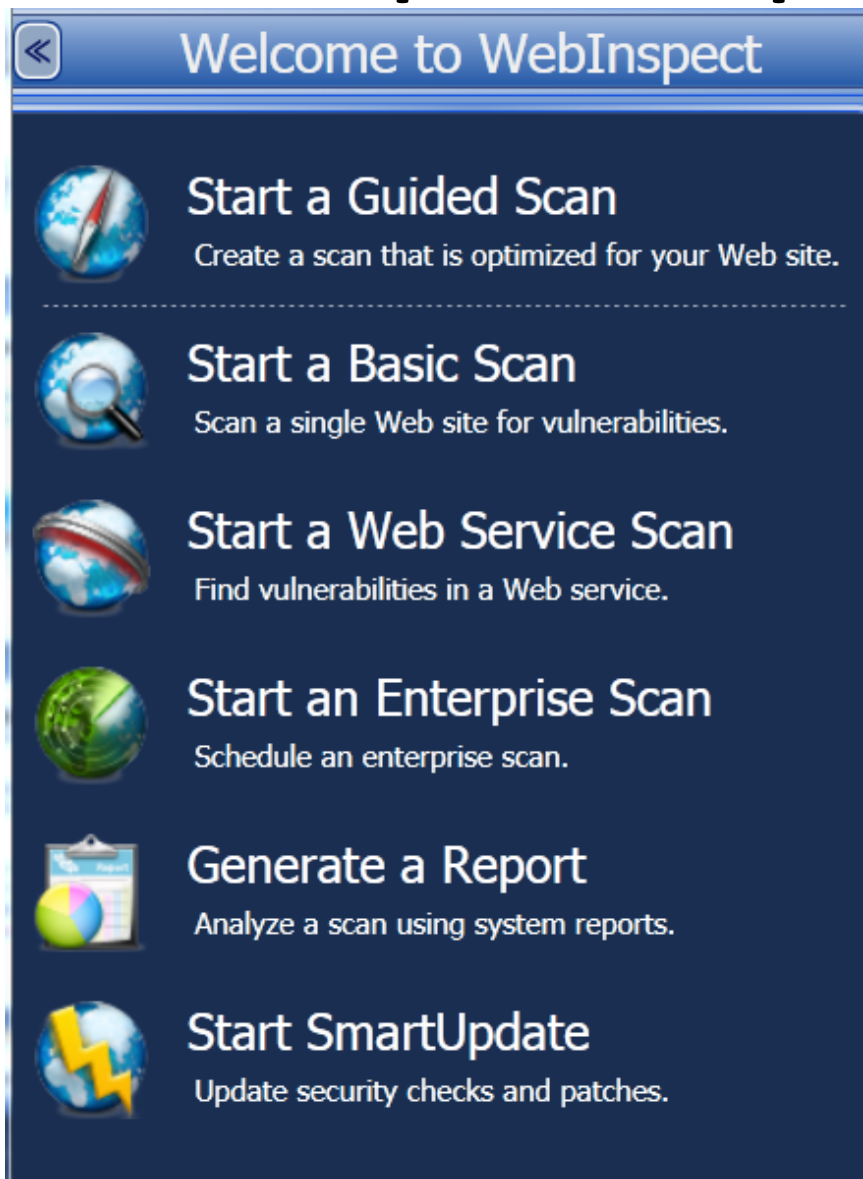 Welcome to WebInspect
Start a Guided Scan
Create a scan that is optimized for your Web site.
Start a Basic Scan
Scan a single Web site for vulnerabilities.
Start a Web Service Scan
Find vulnerabilities in a Web service.
Start an Enterprise Scan
Schedule an enterprise scan.
Report
Generate a Report
Analyze a scan using system reports.
Start SmartUpdate
Update security checks and patches.